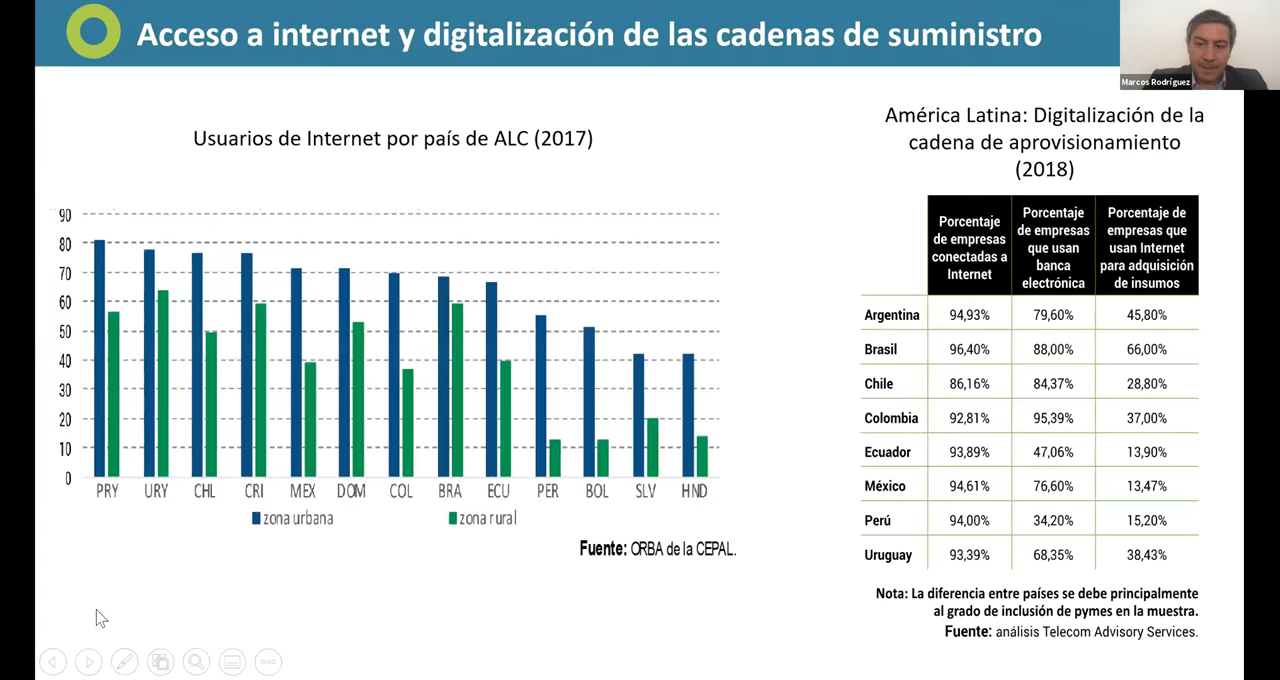 Acceso a internet y digitalización de las cadenas de suministro
Marcos Rodríguez
Usuarios de Internet por país de ALC (2017)
90
80
70
60
50
40
30
20
10
0
PRY URY CHL CRI MEX DOM COL BRA ECU PER BOL SLV HND
zona urbana zona rural
Fuente: ORBA de la CEPAL.
América Latina: Digitalización de la
cadena de aprovisionamiento
(2018)
Porcentaje
de empresas
conectadas a
Internet
Porcentaje
de empresas
que usan
banca
electrónica
Porcentaje de
empresas que
usan Internet
para adquisición
de insumos
Argentina 94,93% 79,60% 45,80%
Brasil 96,40% 88,00% 66,00%
Chile 86,16% 84,37% 28,80%
Colombia 92,81% 95,39% 37,00%
Ecuador 93,89% 47,06% 13,90%
México 94,61% 76,60% 13,47%
Perú 94,00% 34,20% 15,20%
Uruguay 93,39% 68,35% 38,43%
Nota: La diferencia entre países se debe principalmente
al grado de inclusión de pymes en la muestra.
Fuente: análisis Telecom Advisory Services.